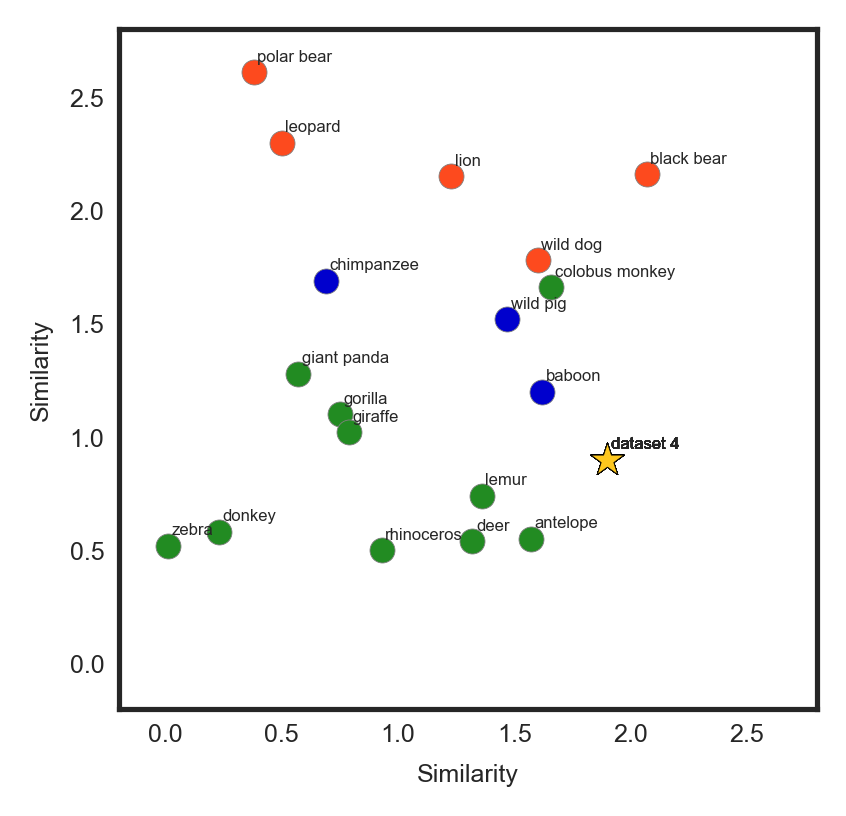 polar bear
2.5
leopard
lion
black bear
2.0
wild dog
chimpanzee
colobus monkey
1.5
wild pig
Similarity
giant panda
baboon
gorilla
giraffe
1.0
dataset 4
lemur
donkey
zebra
rhinoceros
deer
antelope
0.5
0.0
0.0 0.5 1.0 1.5 2.0 2.5
Similarity